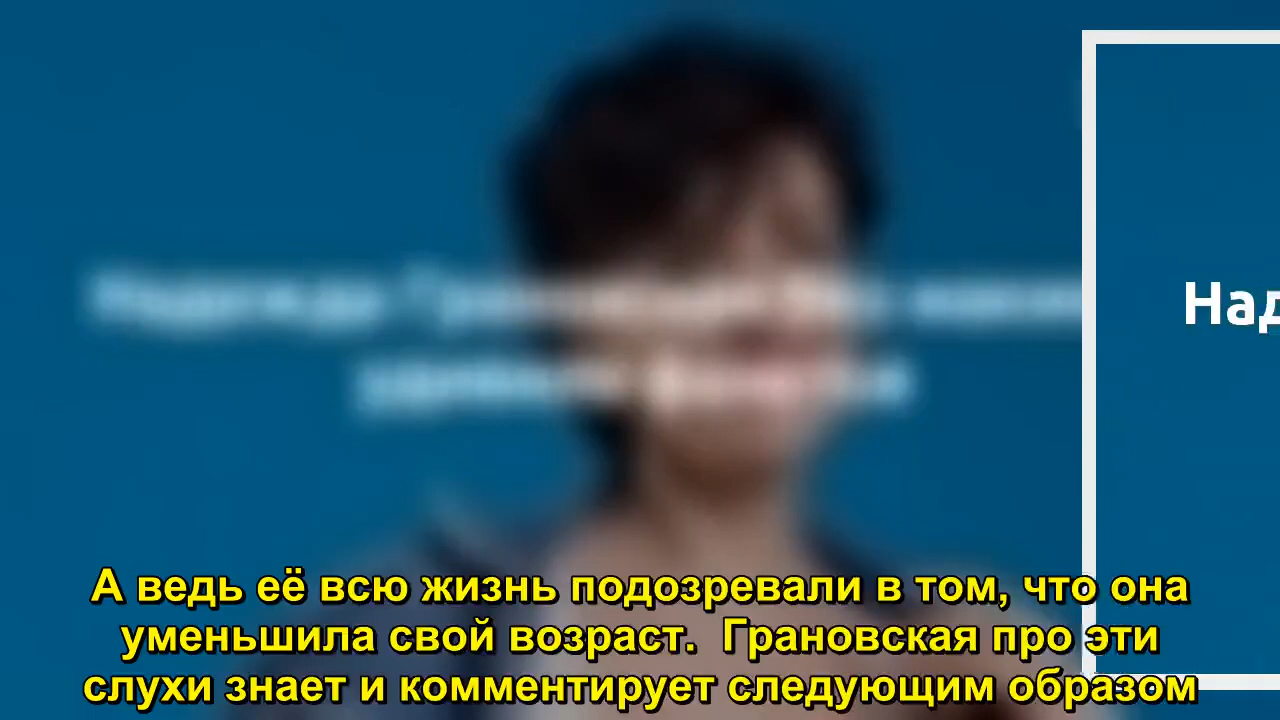 Над
А ведь её всю жизнь подозревали в том, что она
уменьшила свой возраст.  Грановская про эти
слухи знает и комментирует следующим образом